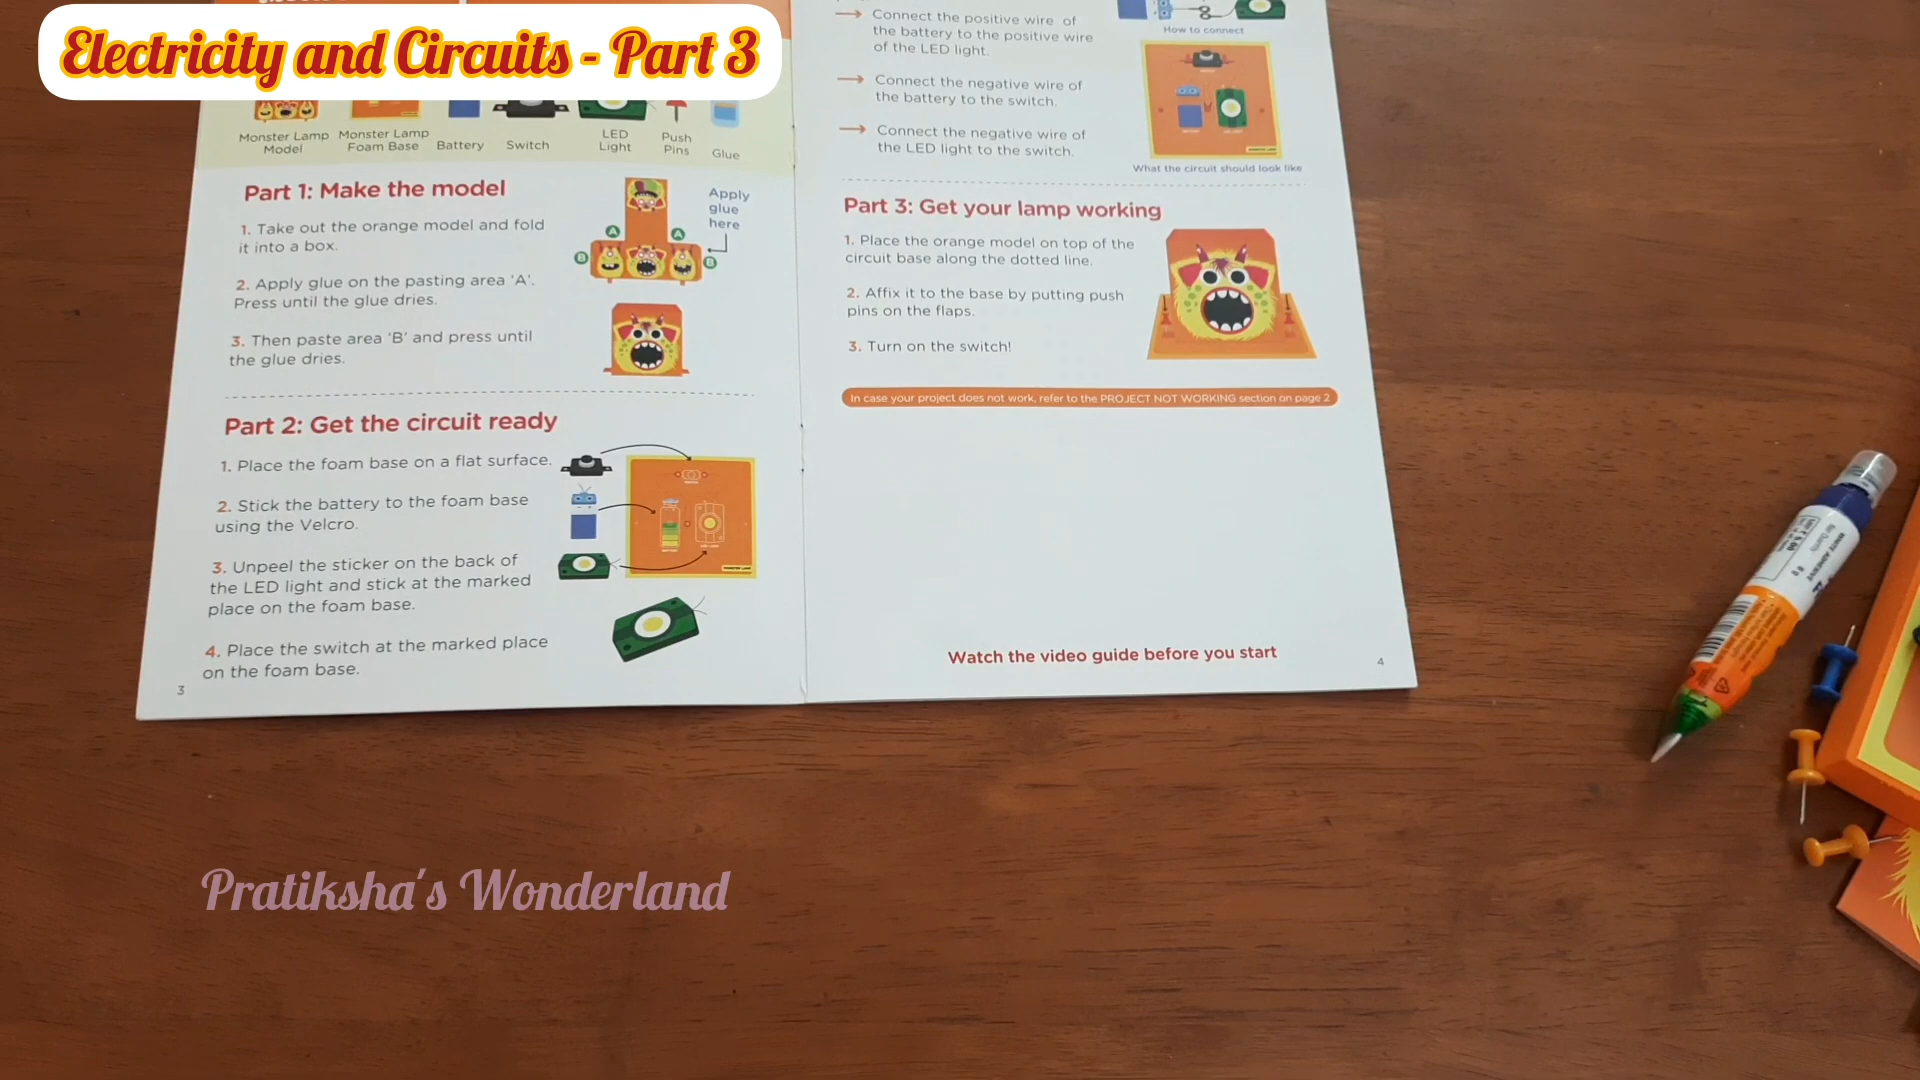 Electricity and Circuits - Part 3
Monster Lamp
Model
Monster Lamp
Foam Base
Battery
Switch
LED
Light
Push
Pins
Glue
Part 1: Make the model
1. Take out the orange model and fold
it into a box.
2. Apply glue on the pasting area ‘A’.
Press until the glue dries.
3. Then paste area ‘B’ and press until
the glue dries.
Apply
glue
here
A
A
B
B
Part 2: Get the circuit ready
1. Place the foam base on a flat surface.
2. Stick the battery to the foam base
using the Velcro.
3. Unpeel the sticker on the back of
the LED light and stick at the marked
place on the foam base.
4. Place the switch at the marked place
on the foam base.
3
Connect the positive wire of
the battery to the positive wire
of the LED light.
Connect the negative wire of
the battery to the switch.
Connect the negative wire of
the LED light to the switch.
How to connect
What the circuit should look like
Part 3: Get your lamp working
1. Place the orange model on top of the
circuit base along the dotted line.
2. Affix it to the base by putting push
pins on the flaps.
3. Turn on the switch!
In case your project does not work, refer to the PROJECT NOT WORKING section on page 2
Watch the video guide before you start
4
Pratiksha's Wonderland